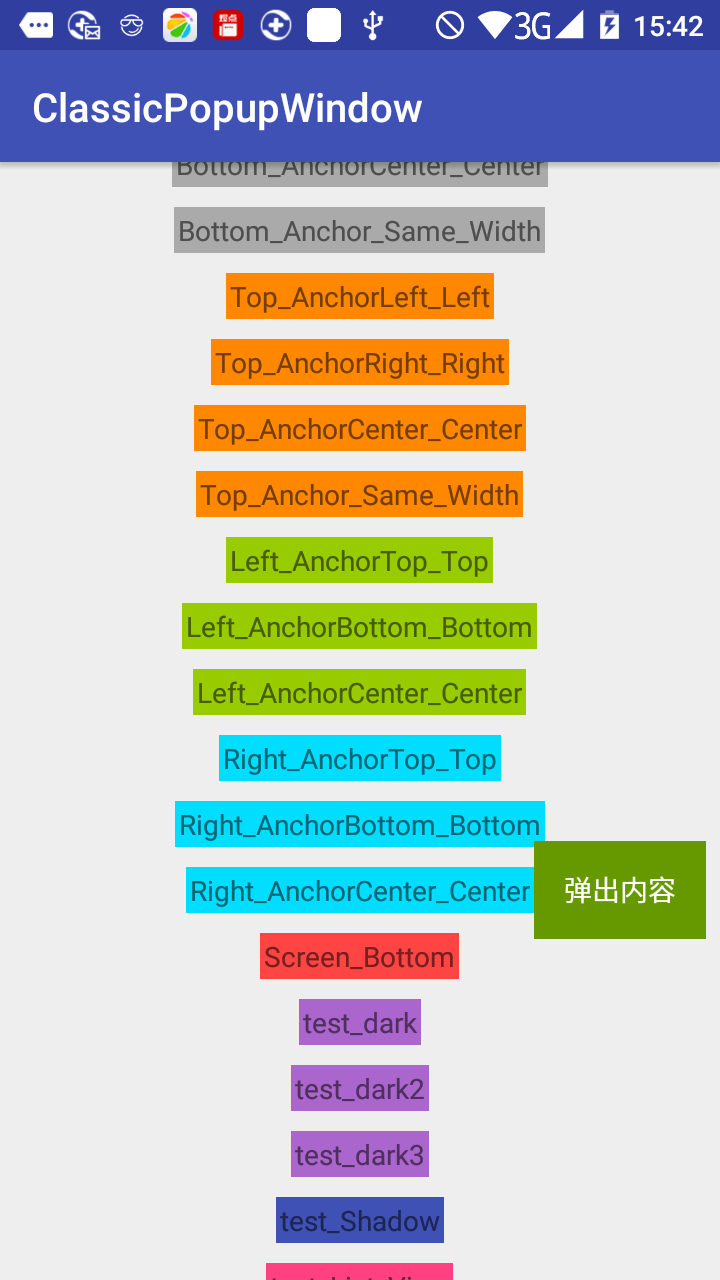 3G 15:42
ClassicPopupWindow
Bottom_AnchorCenter_Center
Bottom_Anchor_Same_Width
Top_AnchorLeft_Left
Top_AnchorRight_Right
Top_AnchorCenter_Center
Top_Anchor_Same_Width
Left_AnchorTop_Top
Left_AnchorBottom_Bottom
Left_AnchorCenter_Center
Right_AnchorTop_Top
Right_AnchorBottom_Bottom
Right_AnchorCenter_Center
弹出内容
Screen_Bottom
test_dark
test_dark2
test_dark3
test_Shadow